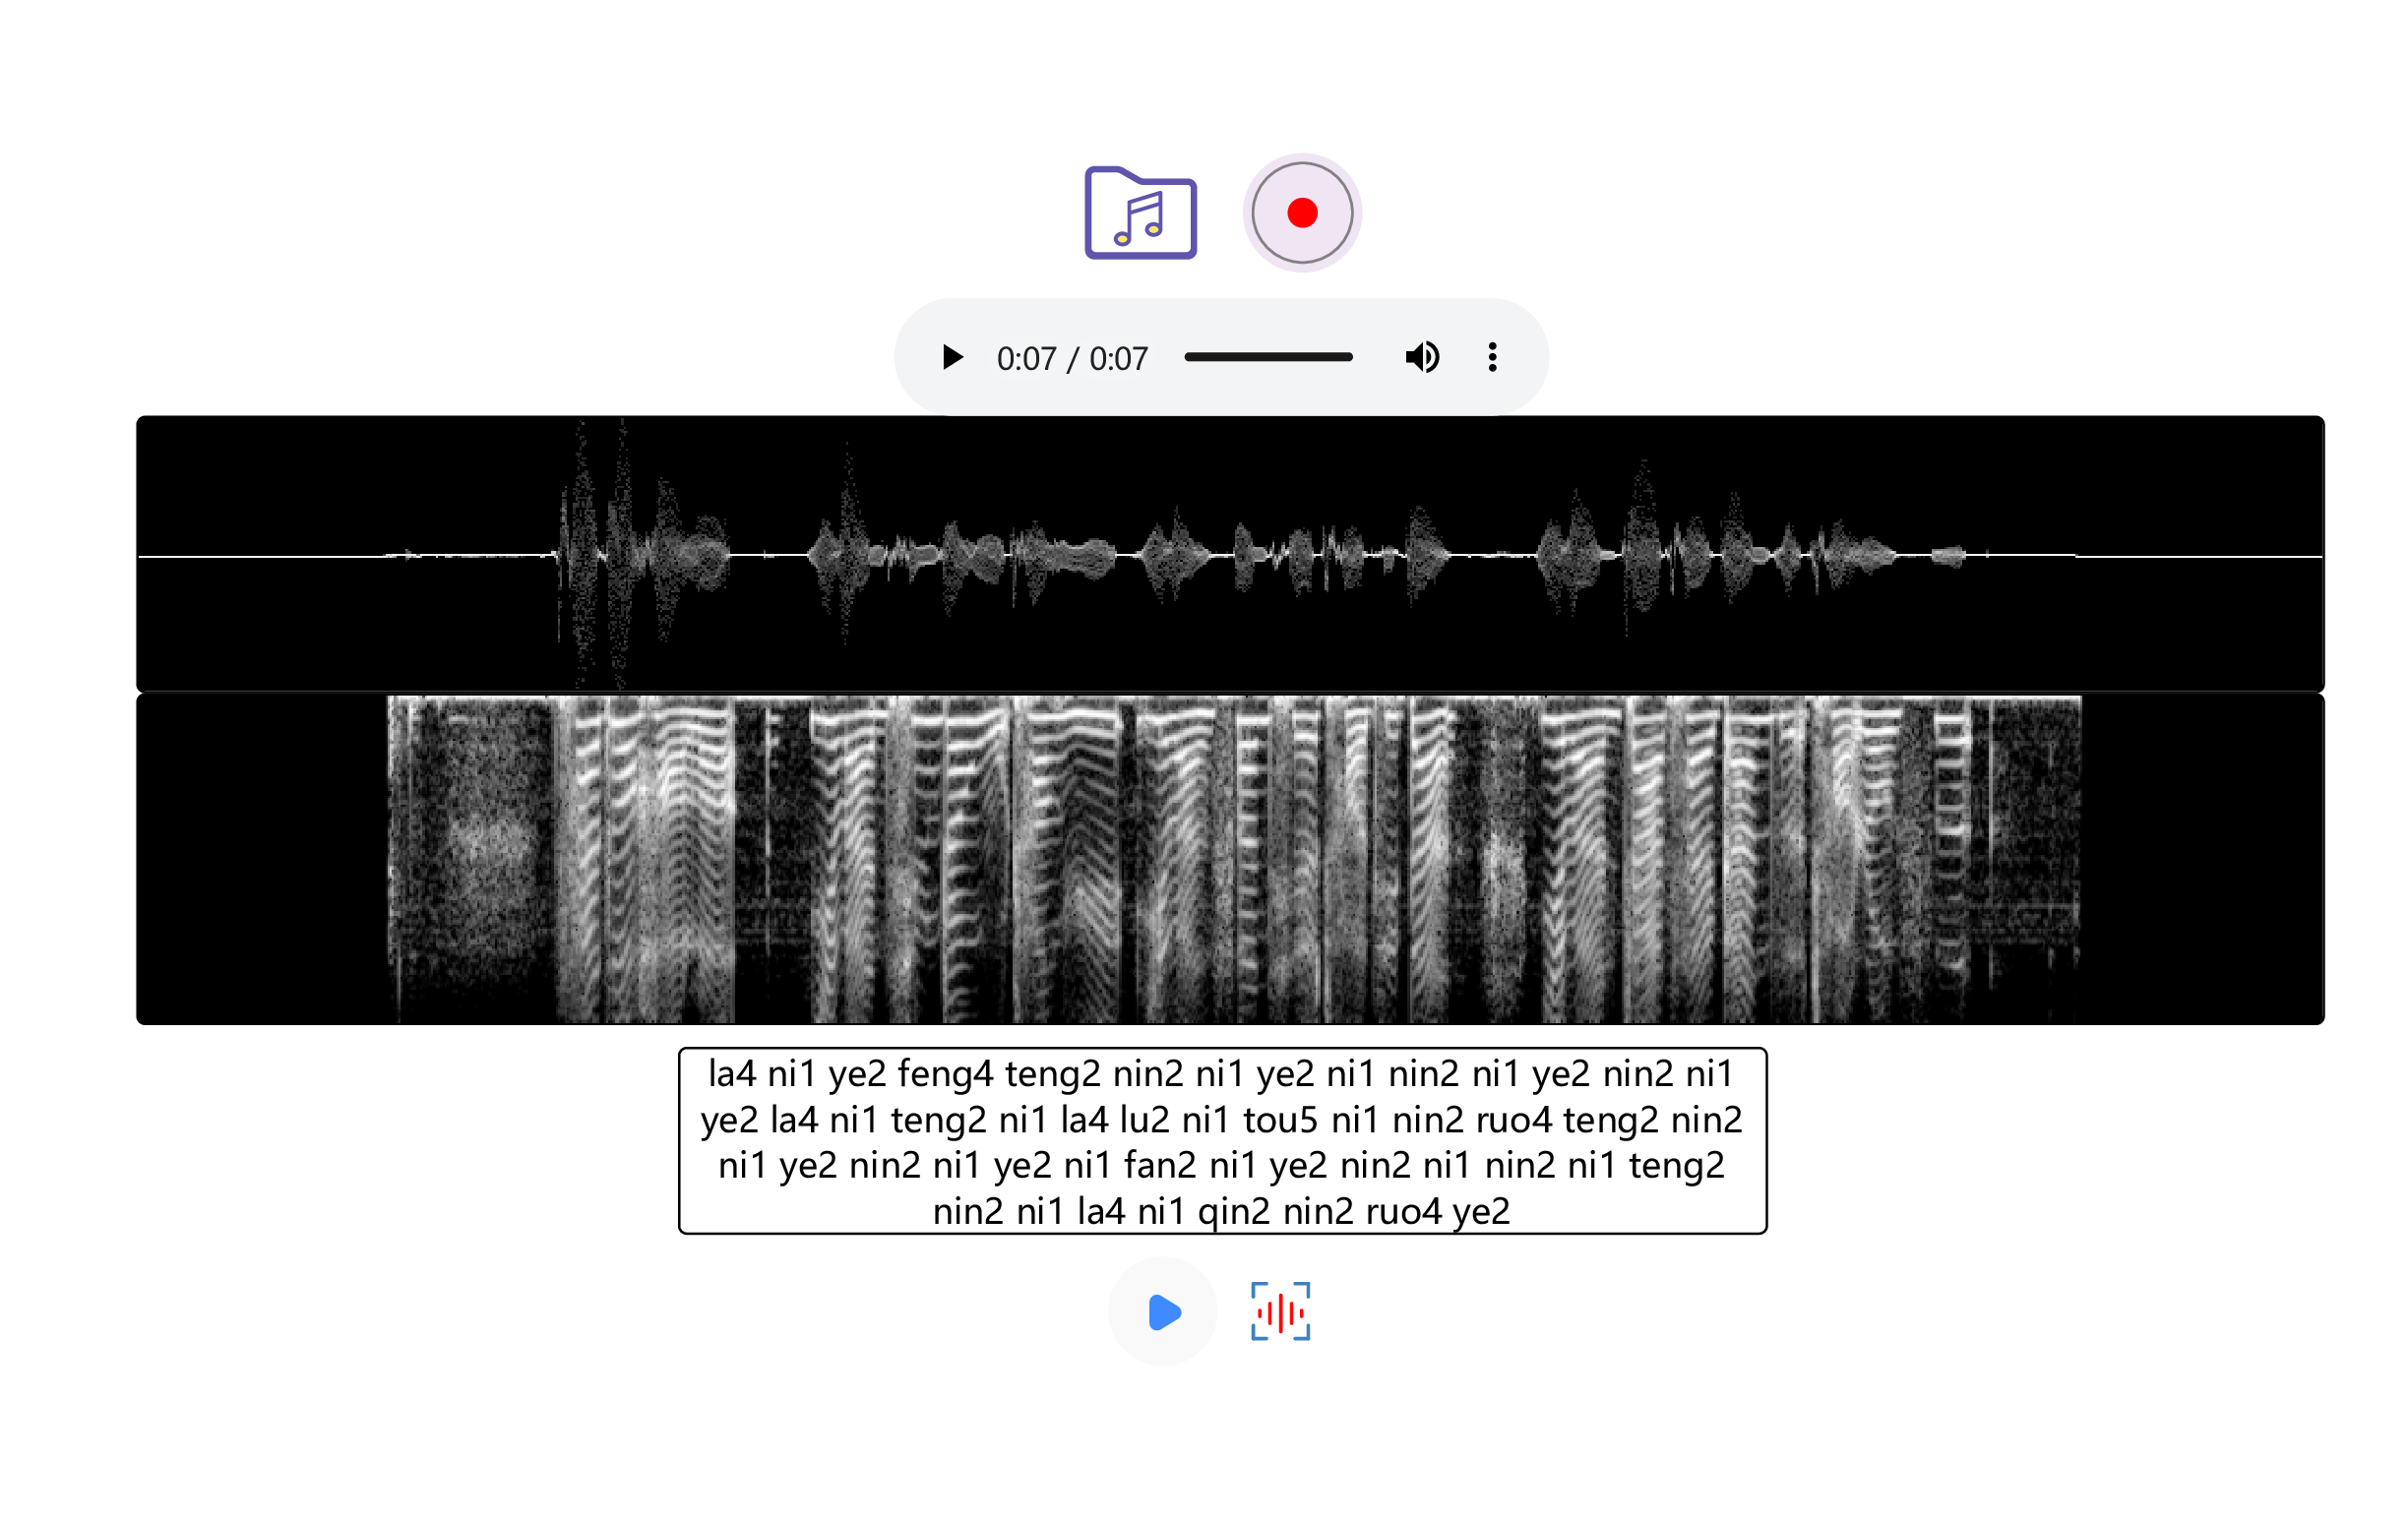 0:07 / 0:07
la4 ni1 ye2 feng4 teng2 nin2 ni1 ye2 ni1 nin2 ni1 ye2 nin2 ni1
ye2 la4 ni1 teng2 ni1 la4 lu2 ni1 tou5 ni1 nin2 ruo4 teng2 nin2
ni1 ye2 nin2 ni1 ye2 ni1 fan2 ni1 ye2 nin2 ni1 nin2 ni1 teng2
nin2 ni1 la4 ni1 qin2 nin2 ruo4 ye2